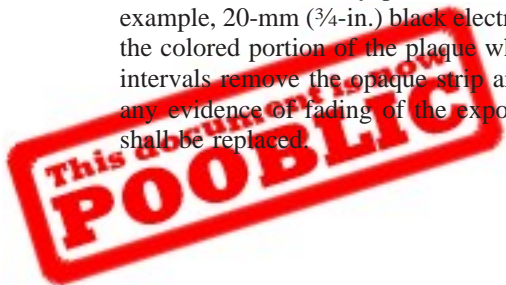 example, 20-mm (3⁄4-in.) black electr
the colored portion of the plaque wh
intervals remove the opaque strip a
any evidence of fading of the expo
shall be replaced.
This document is now
POOBLIC